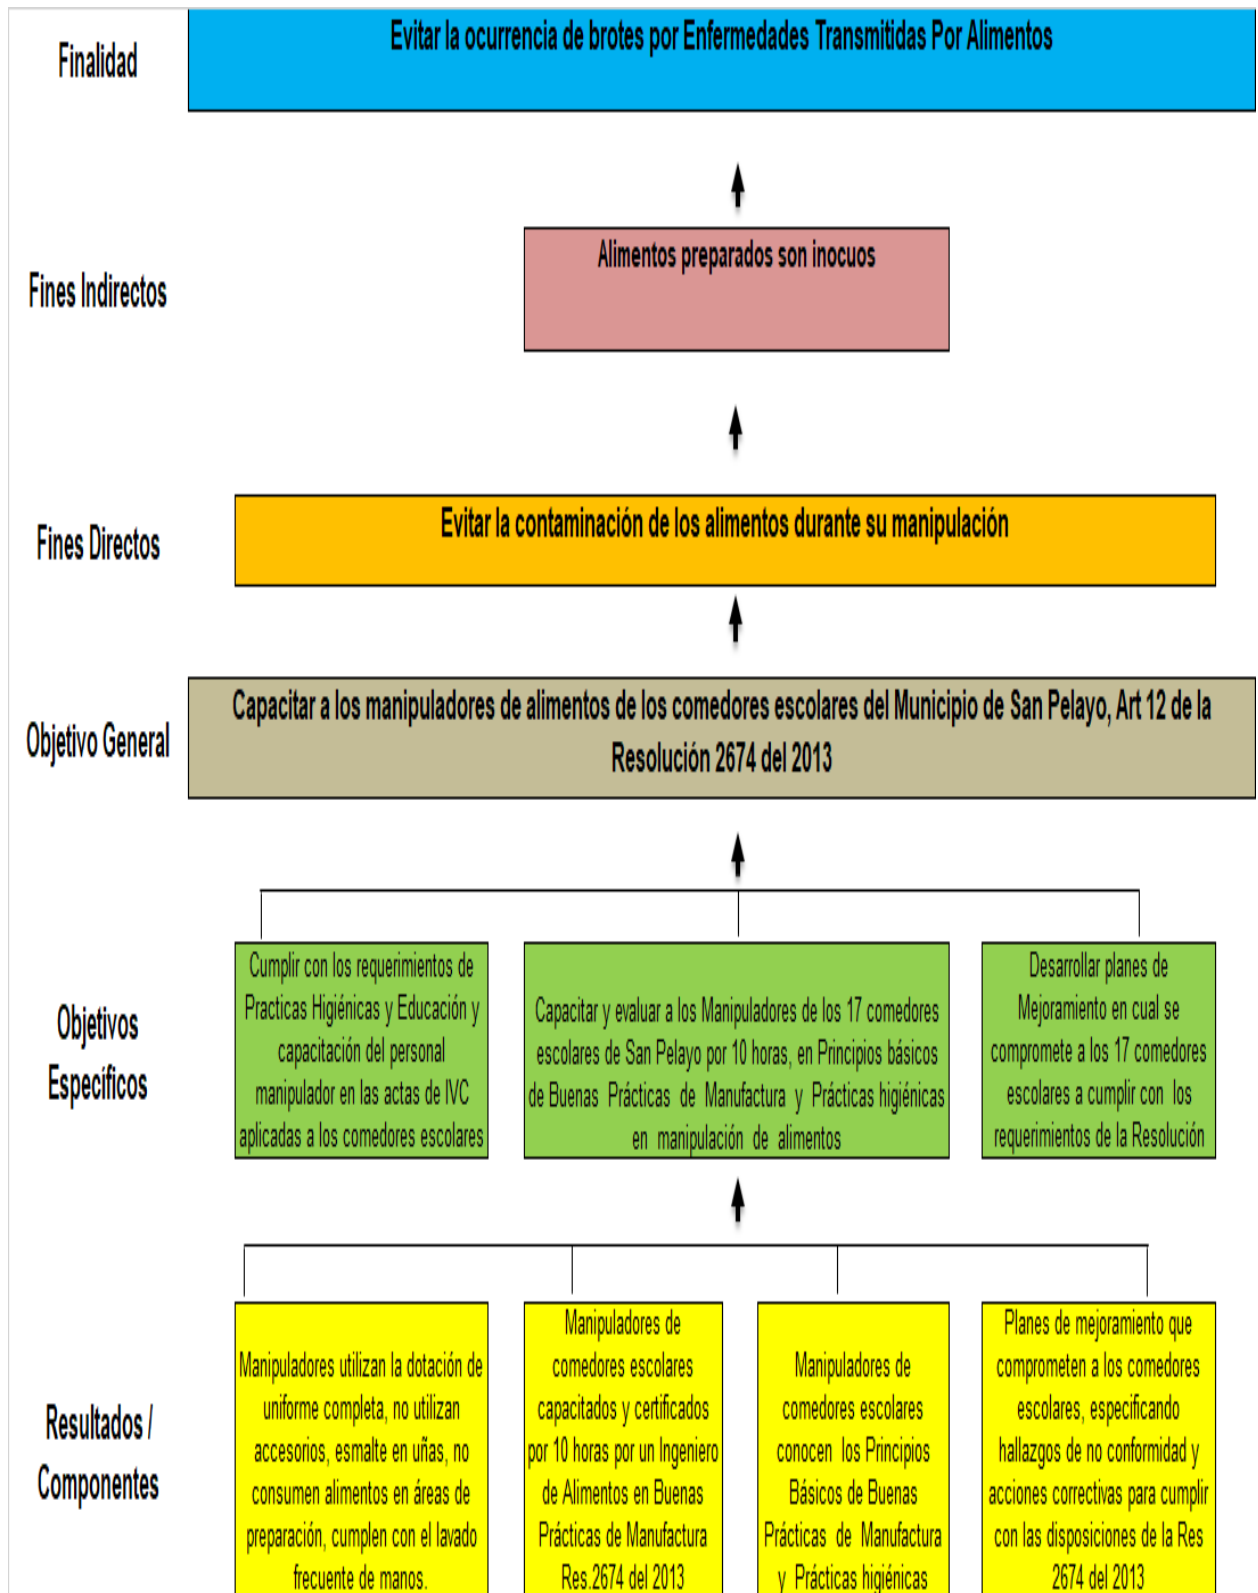 Finalidad
Evitar la ocurrencia de brotes por Enfermedades Transmitidas Por Alimentos
Fines Indirectos
Alimentos preparados son inocuos
Fines Directos
Evitar la contaminación de los alimentos durante su manipulación
Objetivo General
Capacitar a los manipuladores de alimentos de los comedores escolares del Municipio de San Pelayo, Art 12 de la
Resolución 2674 del 2013
Objetivos
Específicos
Cumplir con los requerimientos de
Practicas Higiénicas y Educación y
capacitación del personal
manipulador en las actas de IVC
aplicadas a los comedores escolares
Capacitar y evaluar a los Manipuladores de los 17 comedores
escolares de San Pelayo por 10 horas, en Principios básicos
de Buenas Prácticas de Manufactura y Prácticas higiénicas
en manipulación de alimentos
Desarrollar planes de
Mejoramiento en cual se
compromete a los 17 comedores
escolares a cumplir con los
requerimientos de la Resolución
Resultados /
Componentes
Manipuladores utilizan la dotación de
uniforme completa, no utilizan
accesorios, esmalte en uñas, no
consumen alimentos en áreas de
preparación, cumplen con el lavado
frecuente de manos.
Manipuladores de
comedores escolares
capacitados y certificados
por 10 horas por un Ingeniero
de Alimentos en Buenas
Prácticas de Manufactura
Res.2674 del 2013
Manipuladores de
comedores escolares
conocen los Principios
Básicos de Buenas
Prácticas de Manufactura
y Prácticas higiénicas
Planes de mejoramiento que
comprometen a los comedores
escolares, especificando
hallazgos de no conformidad y
acciones correctivas para cumplir
con las disposiciones de la Res
2674 del 2013